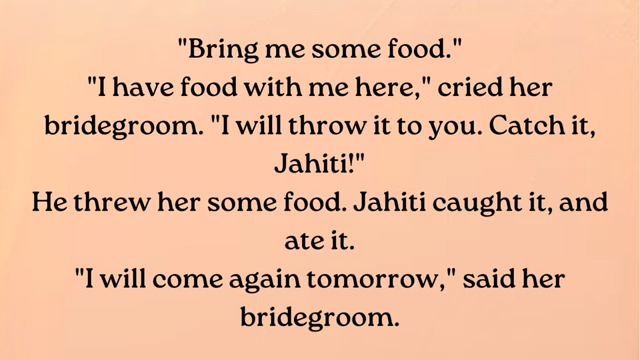 "Bring me some food."
"I have food with me here," cried her
bridegroom. "I will throw it to you. Catch it,
Jahiti!"
He threw her some food. Jahiti caught it, and
ate it.
"I will come again tomorrow," said her
bridegroom.